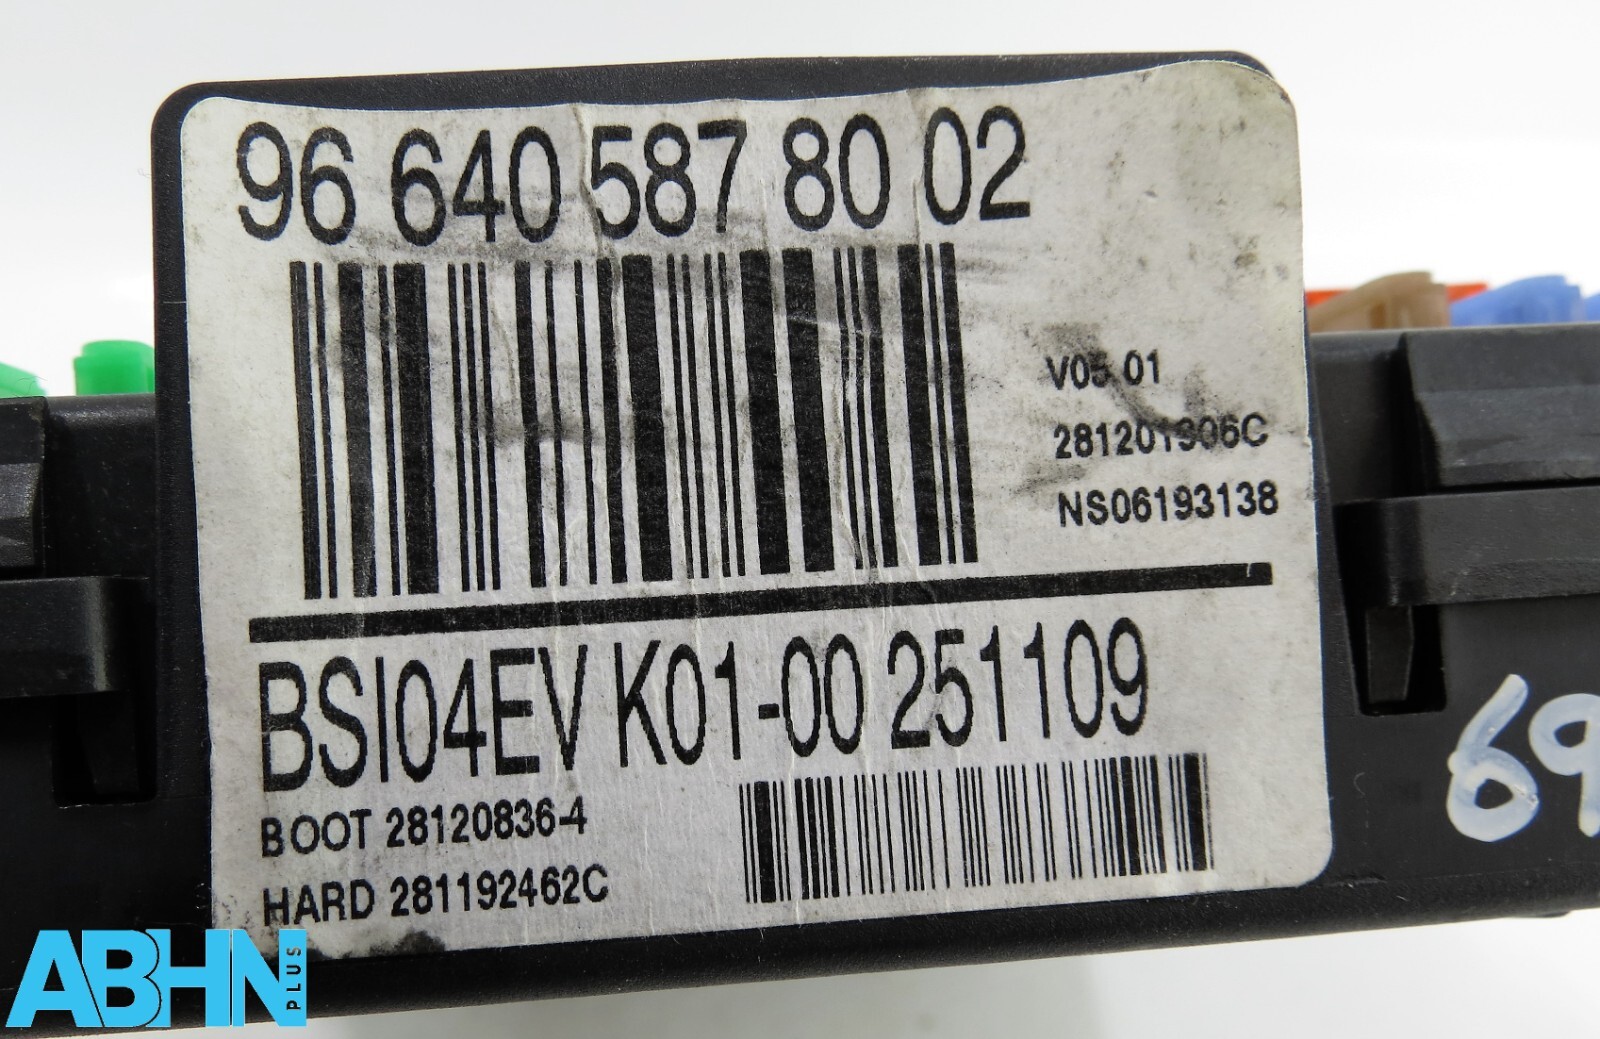 96 640 587 80 02
V05 01
281201906C
NS06193138
BSI04EV K01-00 251109
BOOT 28120836-4
HARD 281192462C
69
ABHN PLUS